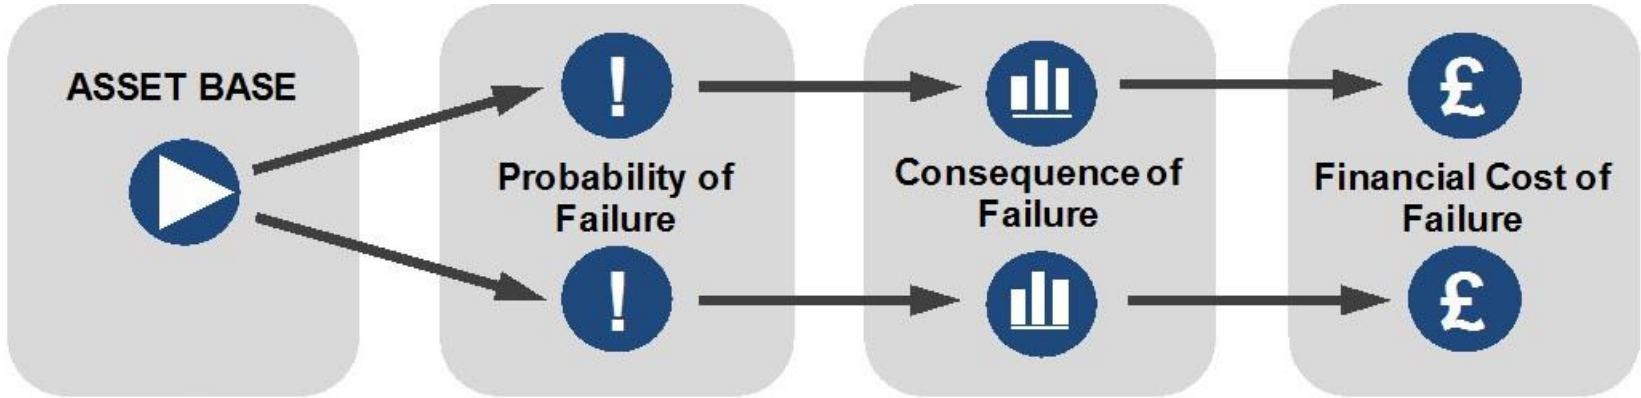 ASSET BASE
!
Probability of
Failure
!
Consequence of
Failure
£
Financial Cost of
Failure
£